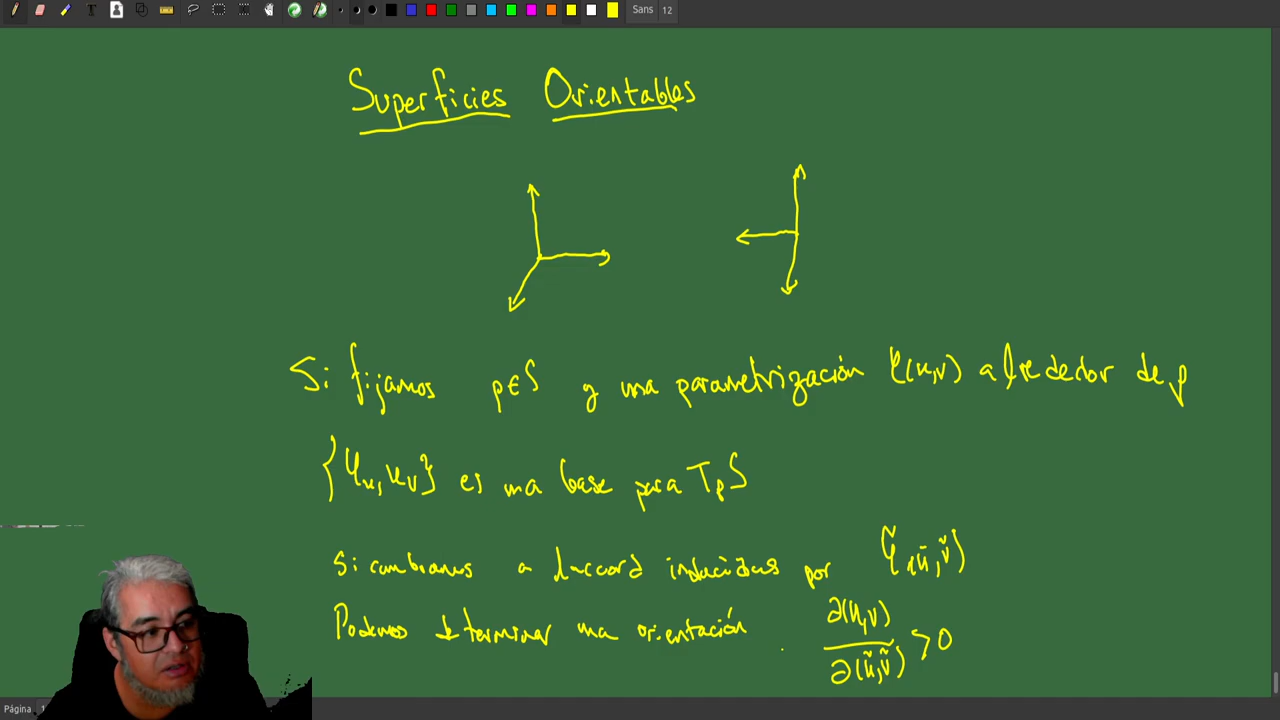 Sans 12
Superficies Orientables
Si fijamos p∈S y una parametrización φ(u,v) alrededor de p
{φu, φv} es una base para TpS
Si cambiamos a las coord inducidas por φ̃(ũ,ṽ)
Podemos determinar una orientación. ∂(u,v)/∂(ũ,ṽ) > 0
Página 1